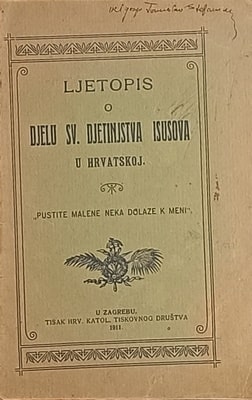 LJETOPIS
O
DJELU SV. DJETINJSTVA ISUSOVA
U HRVATSKOJ.
„PUSTITE MALENE NEKA DOLAZE K MENI“,
U ZAGREBU.
TISAK HRV. KATOL. TISKOVNOG DRUŠTVA
1911.